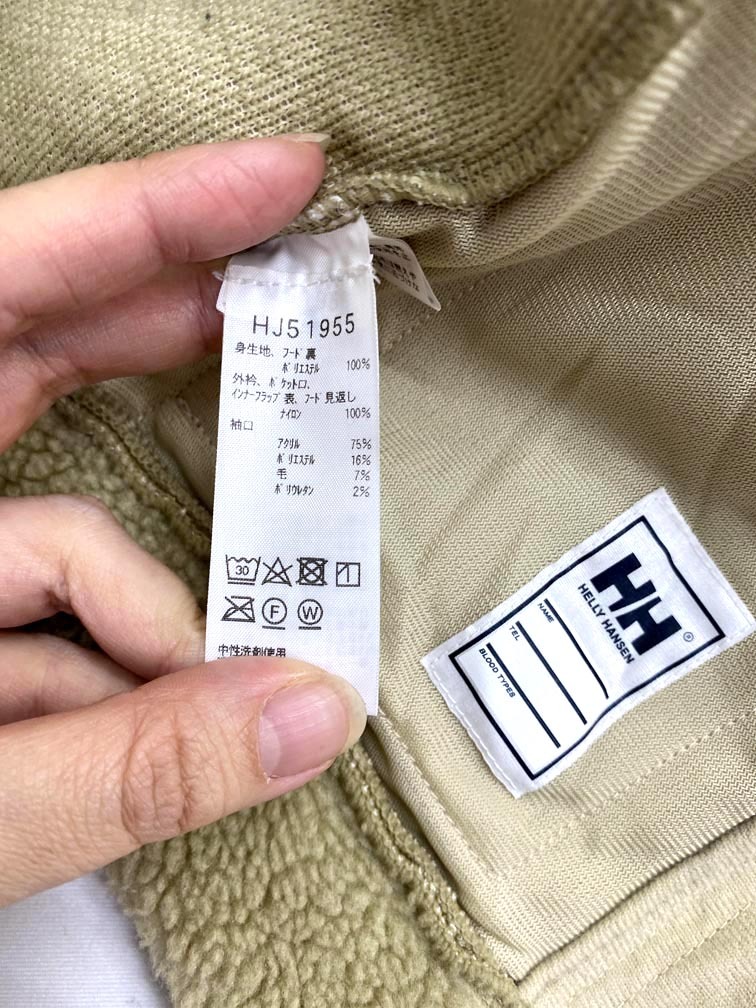 HJ51955
身生地、フード裏
ポリエステル 100%
外衿、ポケット口、
インナーフラップ裏、フード見返し
ナイロン 100%
袖口
アクリル 75%
ポリエステル 16%
毛 7%
ポリウレタン 2%
30
F W
中性洗剤使用
HH
®
HELLY HANSEN
NAME
TEL
BLOOD TYPES